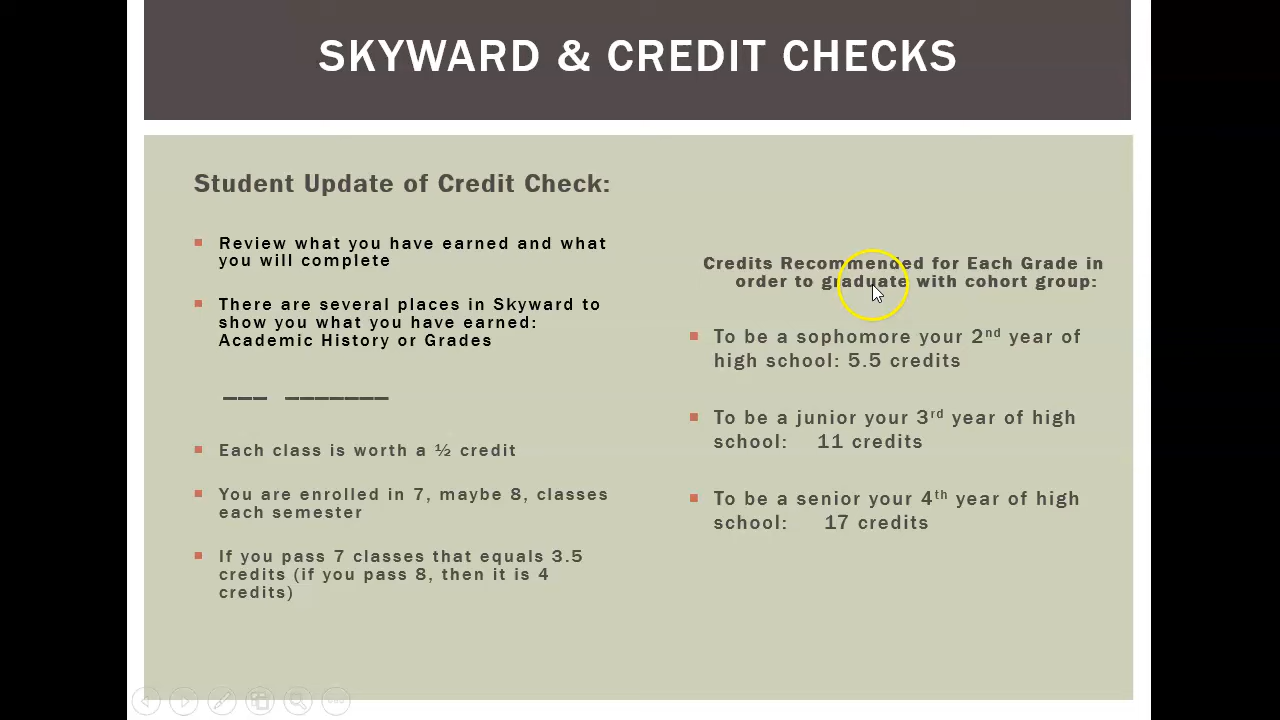 SKYWARD & CREDIT CHECKS
Student Update of Credit Check:
Review what you have earned and what
you will complete
There are several places in Skyward to
show you what you have earned:
Academic History or Grades
Each class is worth a ½ credit
You are enrolled in 7, maybe 8, classes
each semester
If you pass 7 classes that equals 3.5
credits (if you pass 8, then it is 4
credits)
Credits Recommended for Each Grade in
order to graduate with cohort group:
To be a sophomore your 2nd year of
high school: 5.5 credits
To be a junior your 3rd year of high
school: 11 credits
To be a senior your 4th year of high
school: 17 credits